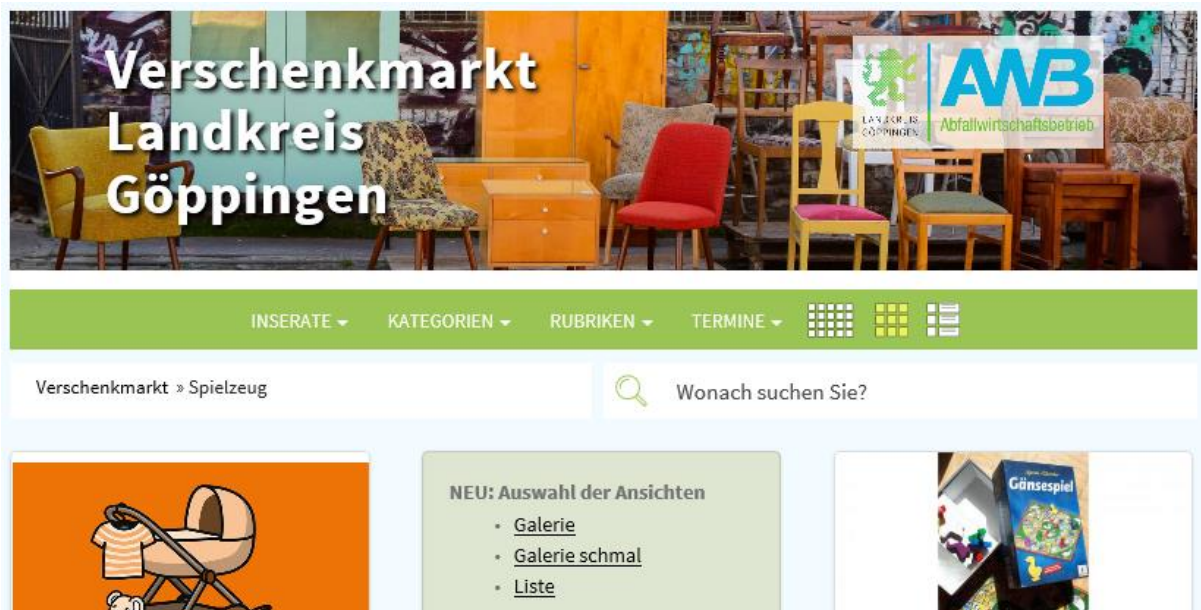 Verschenkmarkt
Landkreis
Göppingen
LANDKREIS
GÖPPINGEN
AWB
Abfallwirtschaftsbetrieb
INSERATE
KATEGORIEN
RUBRIKEN
TERMINE
Verschenkmarkt » Spielzeug
Wonach suchen Sie?
NEU: Auswahl der Ansichten
• Galerie
• Galerie schmal
• Liste
Gänsespiel